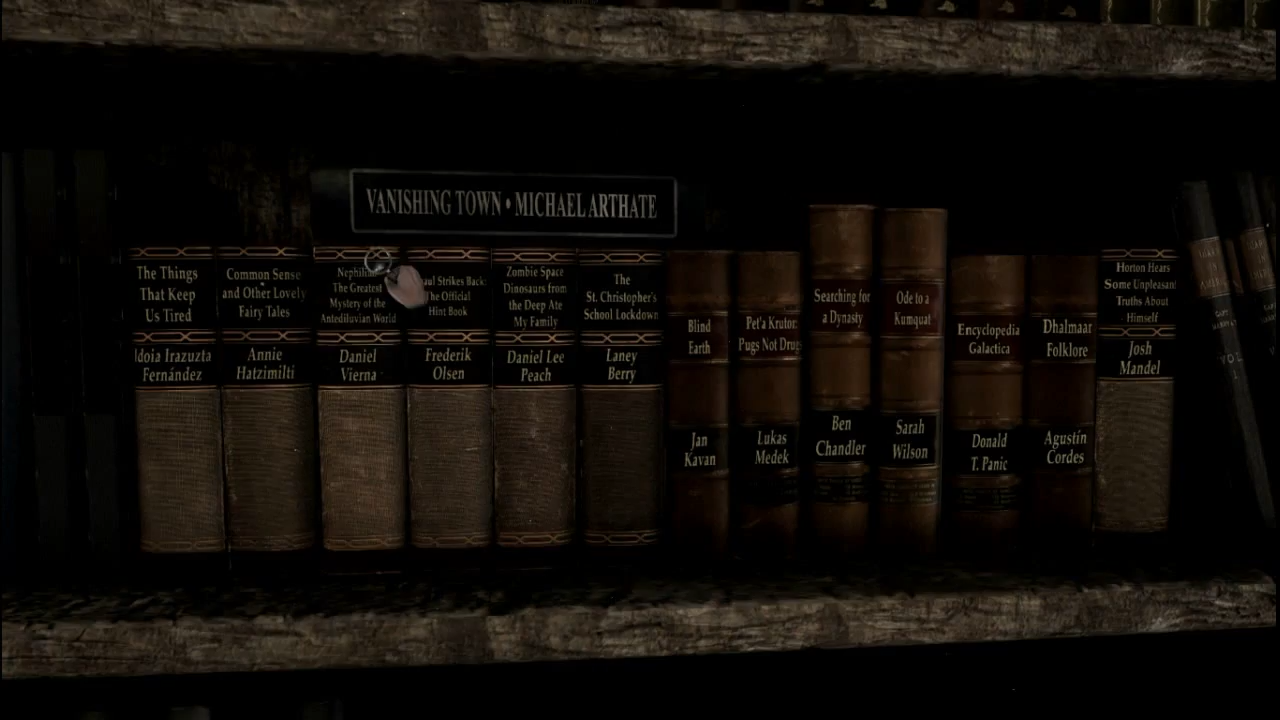 VANISHING TOWN • MICHAEL ARTHATE
The Things
That Keep
Us Tired
Idoia Irazuzta
Fernández
Common Sense
and Other Lovely
Fairy Tales
Annie
Hatzimilti
The Greatest
Mystery of the
Antediluvian World
Daniel
Vierna
Strikes Back:
The Official
Hint Book
Frederik
Olsen
Zombie Space
Dinosaurs from
the Deep Ate
My Family
Daniel Lee
Peach
The
St. Christopher's
School Lockdown
Laney
Berry
Blind
Earth
Jan
Kavan
Pet'a Kruton:
Pugs Not Drugs
Lukas
Medek
Searching for
a Dynasty
Ben
Chandler
Ode to a
Kumquat
Sarah
Wilson
Encyclopedia
Galactica
Donald
T. Panic
Dhalmaar
Folklore
Agustín
Cordes
Horton Hears
Some Unpleasant
Truths About
Himself
Josh
Mandel
VOL